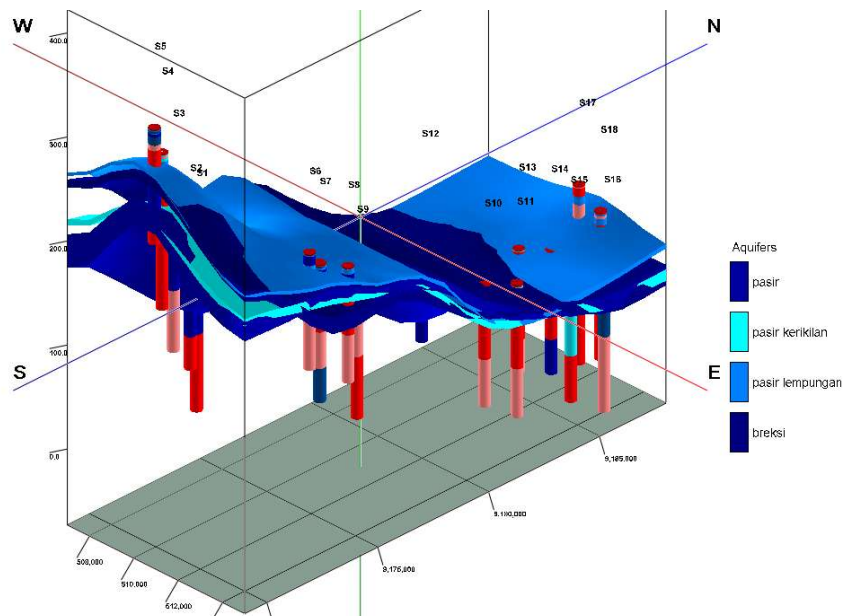 W
N
400.0
S5
S4
S3
S17
S18
S12
300.0
S2
S1
S6
S7
S8
S13
S14
S15
S16
S9
S10
S11
200.0
Aquifers
pasir
pasir kerikilan
100.0
S
E
pasir lempungan
breksi
0.0
9,185,000
9,180,000
508,000
9,175,000
510,000
512,000